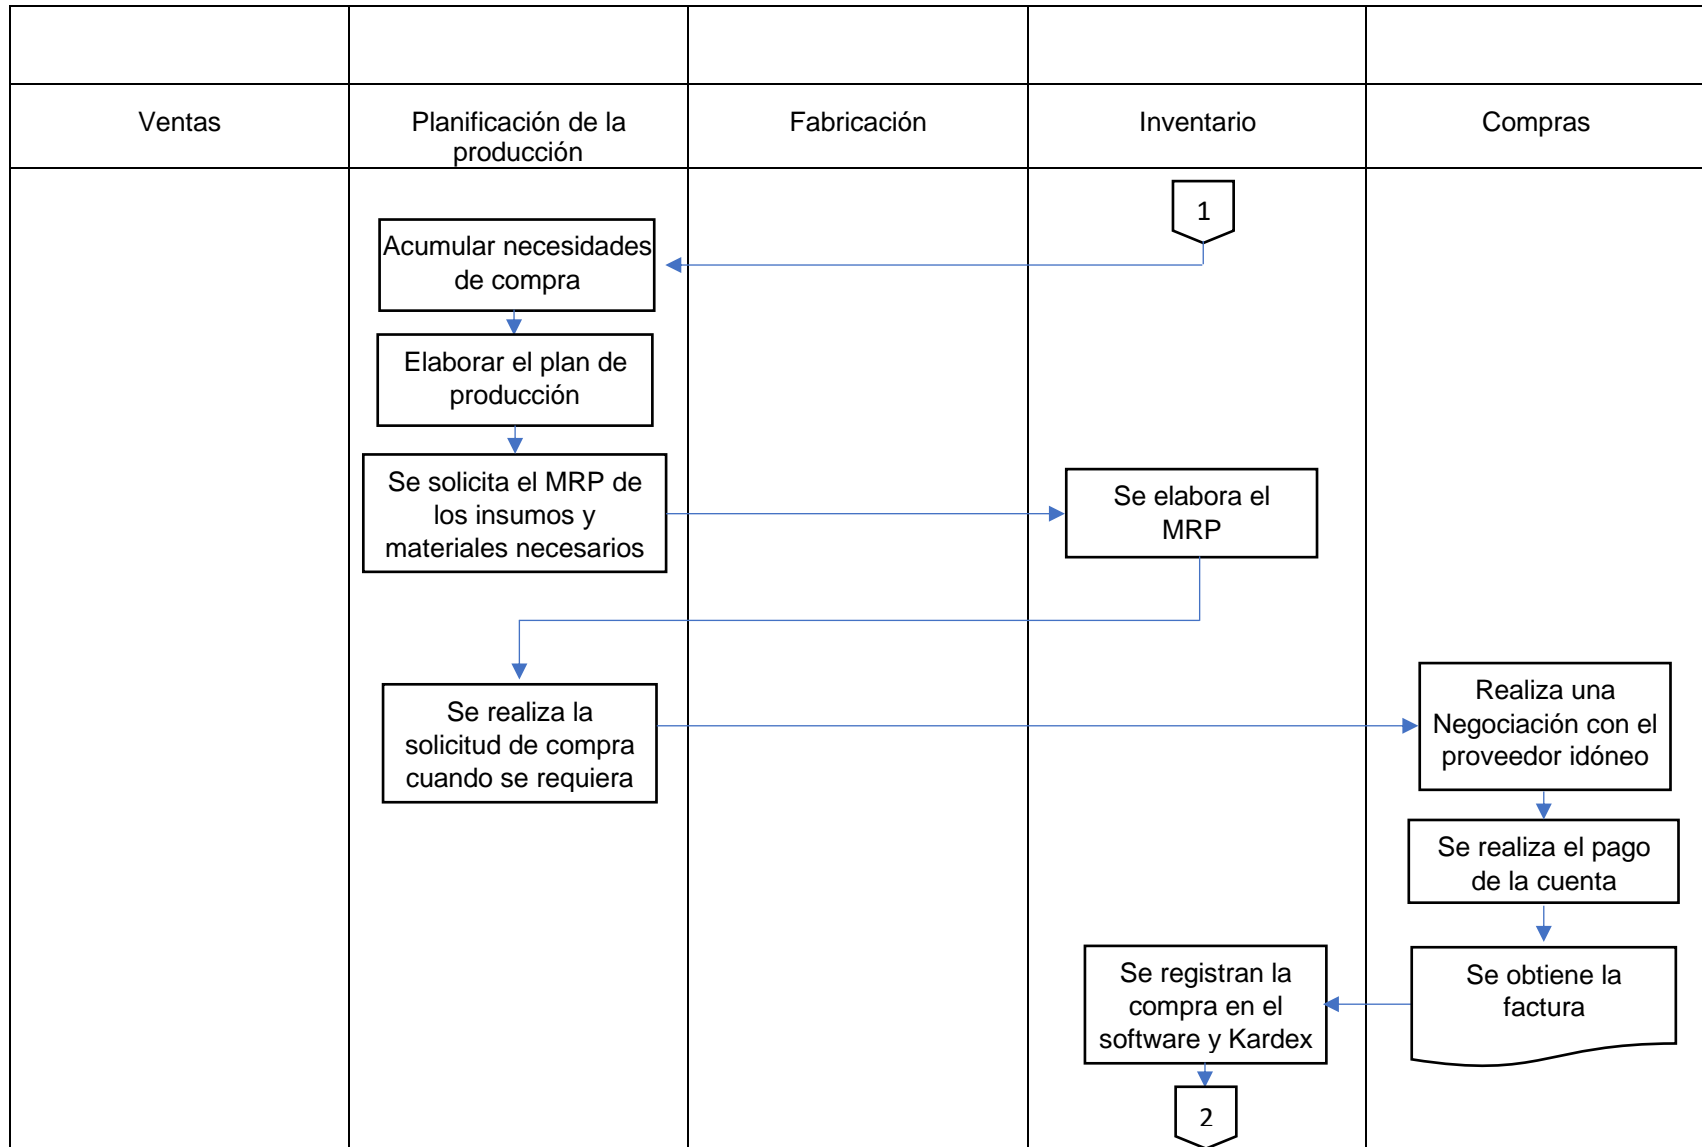 Ventas
Planificación de la
producción
Fabricación
Inventario
Compras
1
Acumular necesidades
de compra
Elaborar el plan de
producción
Se solicita el MRP de
los insumos y
materiales necesarios
Se elabora el
MRP
Se realiza la
solicitud de compra
cuando se requiera
Realiza una
Negociación con el
proveedor idóneo
Se realiza el pago
de la cuenta
Se obtiene la
factura
Se registran la
compra en el
software y Kardex
2